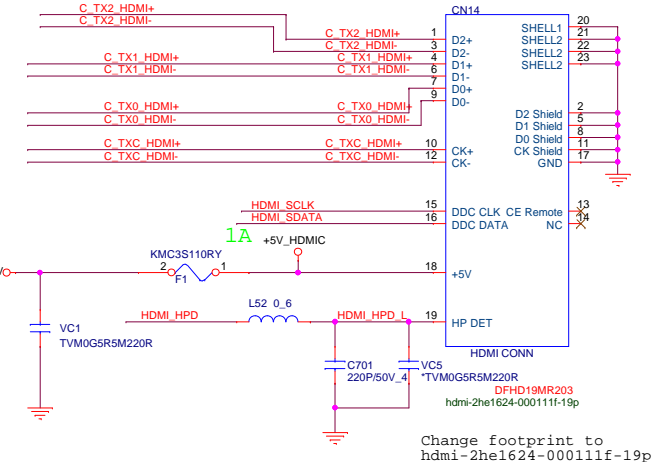 CN14
C_TX2_HDMI+
C_TX2_HDMI-
C_TX2_HDMI+
C_TX2_HDMI-
C_TX1_HDMI+
C_TX1_HDMI-
C_TX1_HDMI+
C_TX1_HDMI-
C_TX0_HDMI+
C_TX0_HDMI-
C_TX0_HDMI+
C_TX0_HDMI-
C_TXC_HDMI+
C_TXC_HDMI-
C_TXC_HDMI+
C_TXC_HDMI-
1 D2+
3 D2-
4 D1+
6 D1-
7 D0+
9 D0-
10 CK+
12 CK-
SHELL1 20
SHELL2 21
SHELL2 22
SHELL2 23
D2 Shield 2
D1 Shield 5
D0 Shield 8
CK Shield 11
GND 17
HDMI_SCLK 15 DDC CLK
HDMI_SDATA 16 DDC DATA
CE Remote 13
NC 14
1A
+5V_HDMIC
KMC3S110RY
2 1
F1
18 +5V
VC1
TVM0G5R5M220R
HDMI_HPD
L52 0_6
HDMI_HPD_L
19 HP DET
C701
220P/50V_4
VC5
*TVM0G5R5M220R
HDMI CONN
DFHD19MR203
hdmi-2he1624-000111f-19p
Change footprint to
hdmi-2he1624-000111f-19p